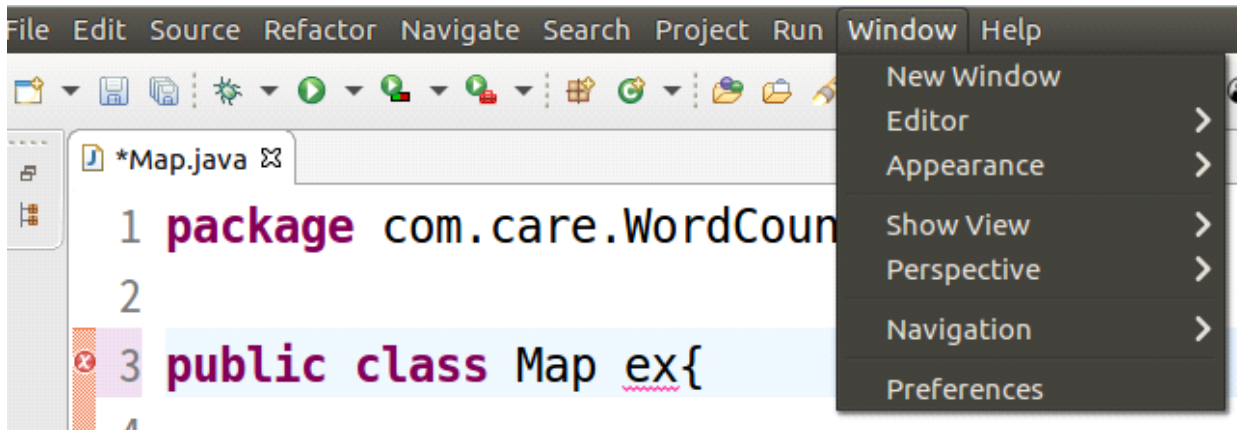 File Edit Source Refactor Navigate Search Project Run Window Help
New Window
Editor
Appearance
Show View
Perspective
Navigation
Preferences
*Map.java
1 package com.care.WordCoun
2
3 public class Map ex{
4